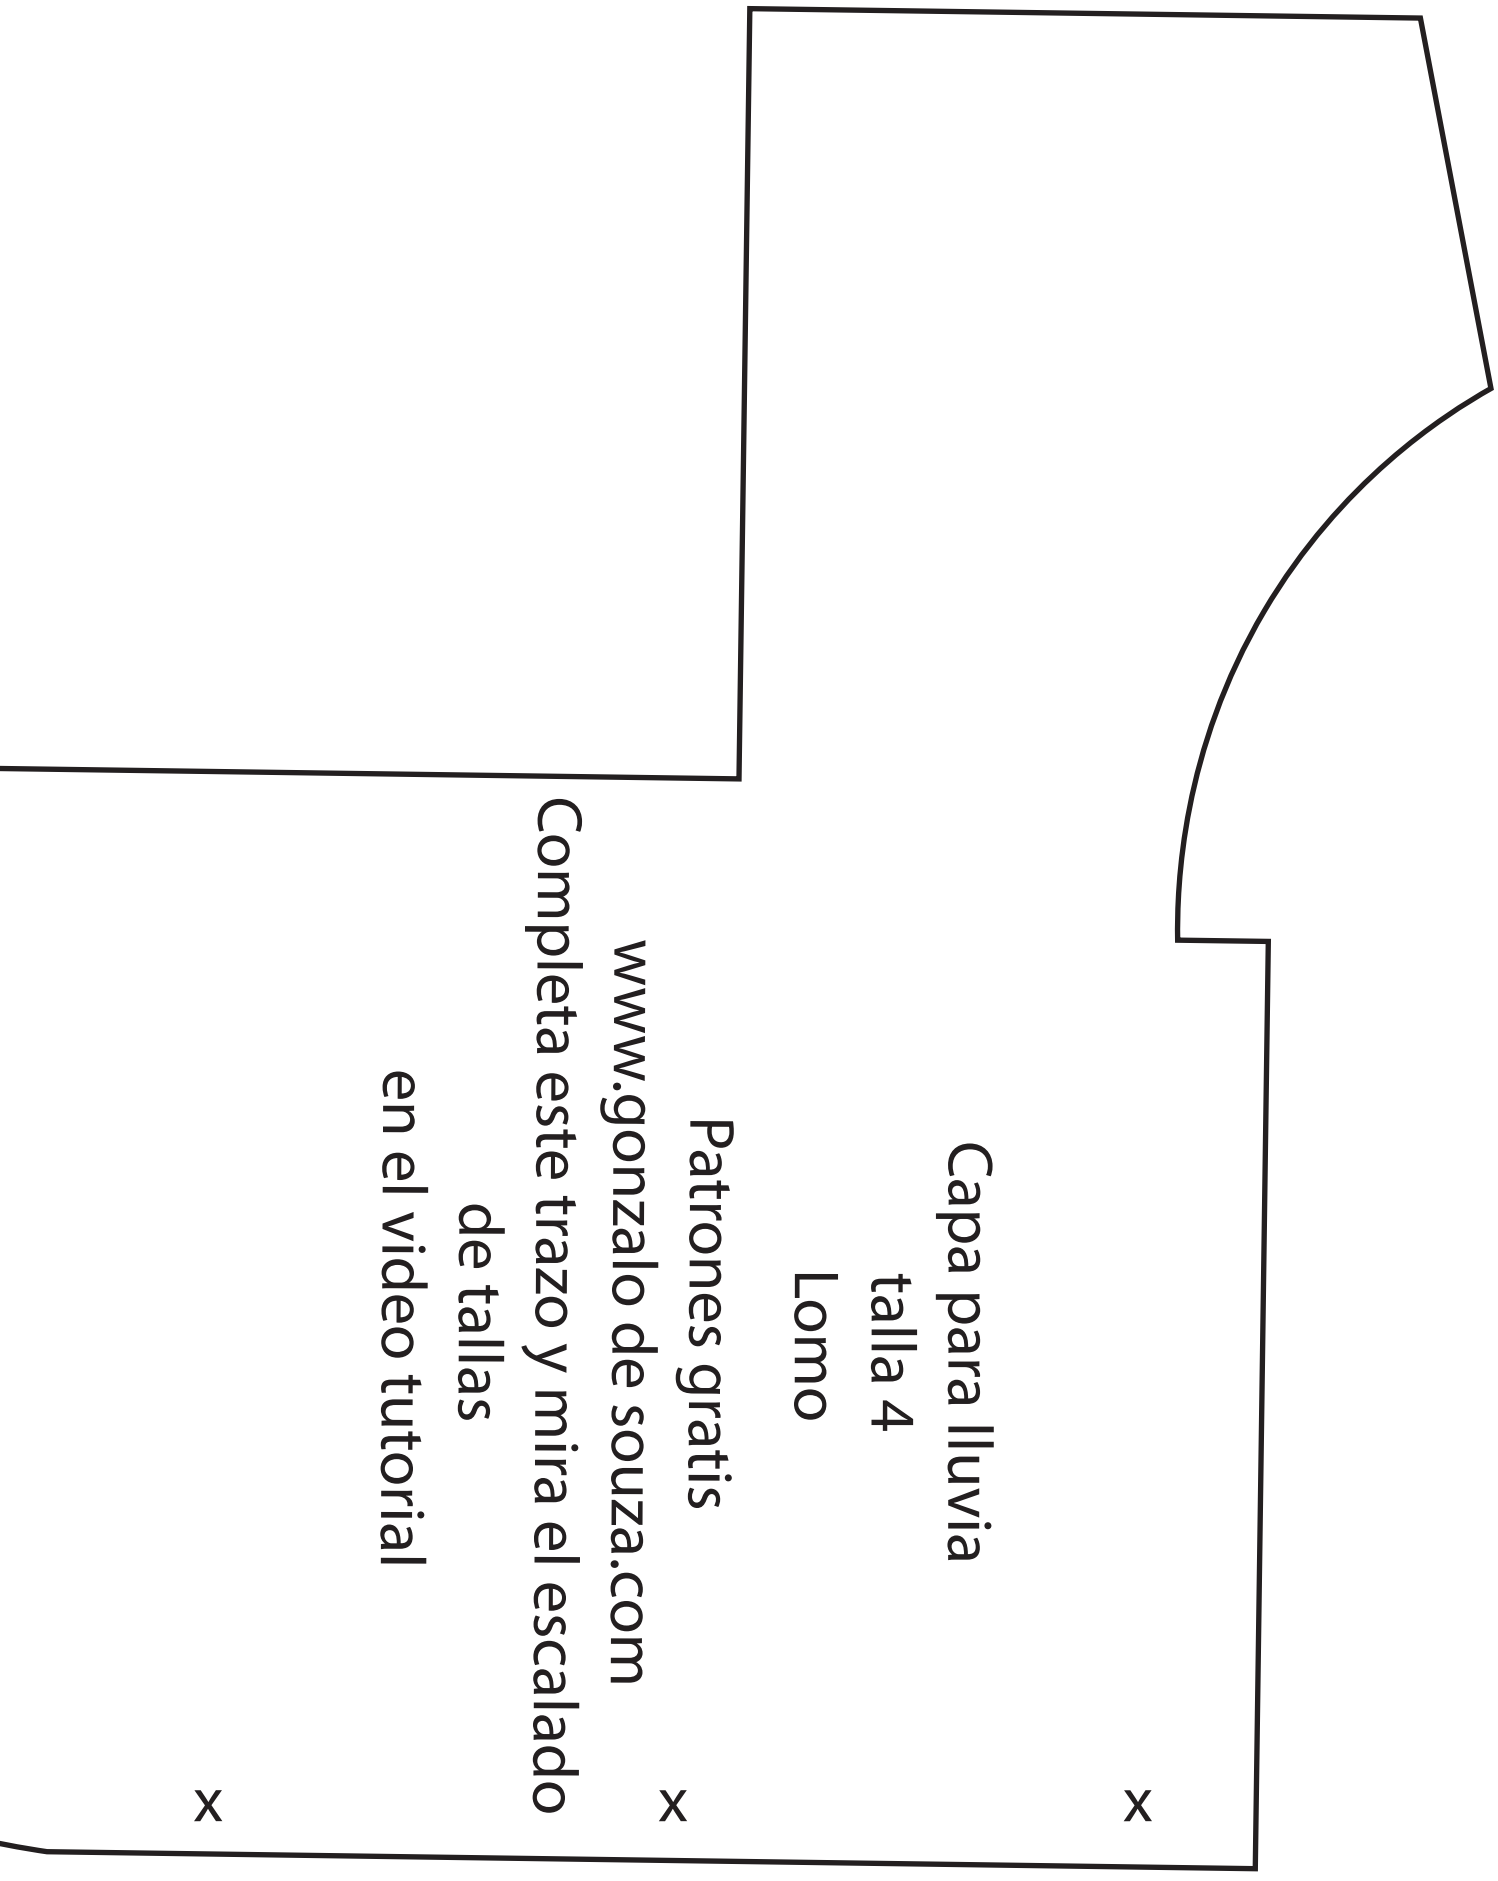 Capa para lluvia
talla 4
Lomo
Patrones gratis
www.gonzalo de souza.com
Completa este trazo y mira el escalado
de tallas
en el video tutorial
x
x
x